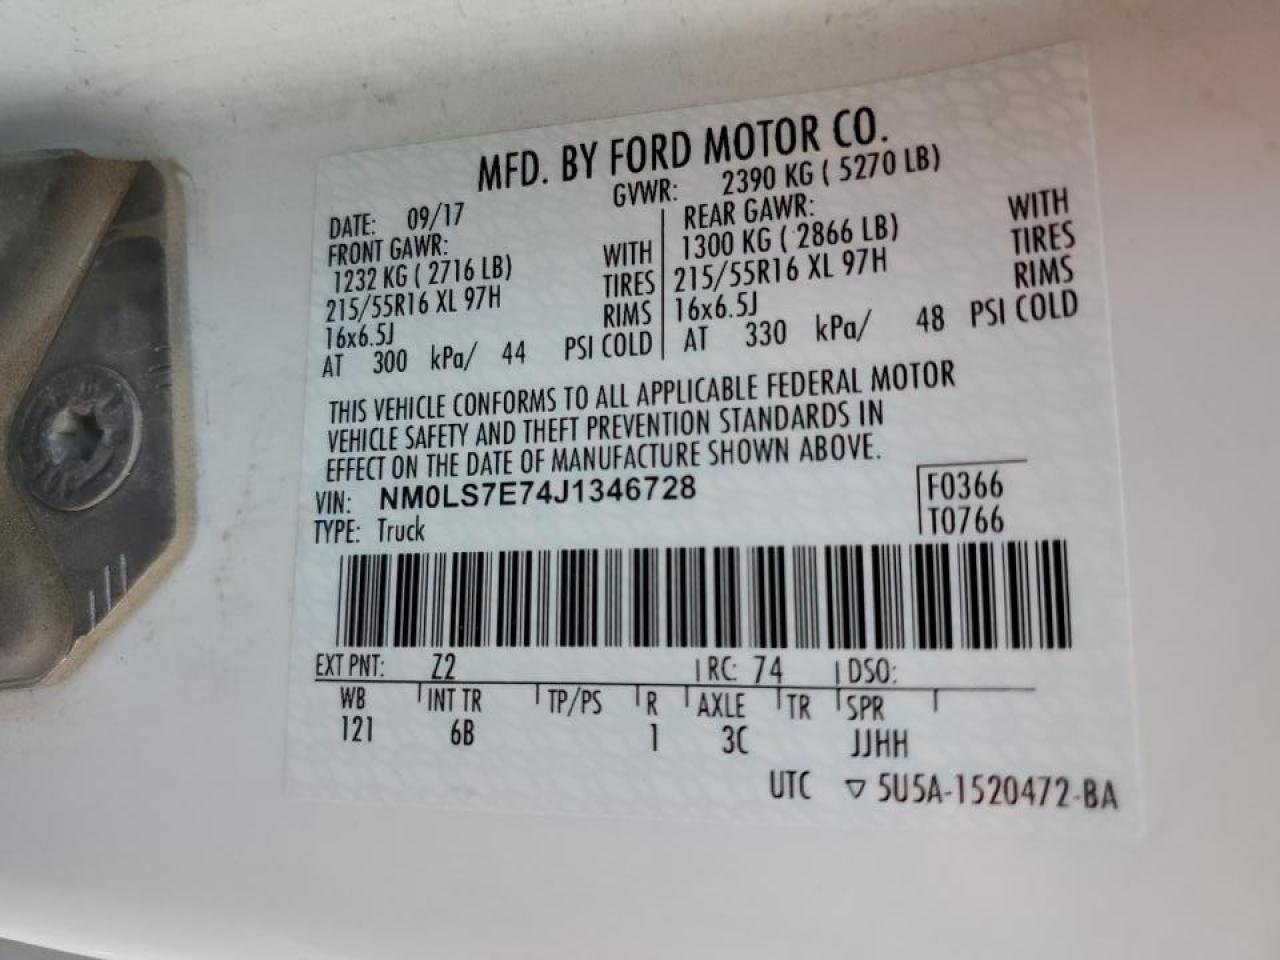 MFD. BY FORD MOTOR CO.
DATE: 09/17 GVWR: 2390 KG ( 5270 LB)
FRONT GAWR:
1232 KG ( 2716 LB) WITH
215/55R16 XL 97H TIRES
16x6.5J RIMS
AT 300 kPa/ 44 PSI COLD
REAR GAWR: WITH
1300 KG ( 2866 LB) TIRES
215/55R16 XL 97H RIMS
16x6.5J
AT 330 kPa/ 48 PSI COLD
THIS VEHICLE CONFORMS TO ALL APPLICABLE FEDERAL MOTOR
VEHICLE SAFETY AND THEFT PREVENTION STANDARDS IN
EFFECT ON THE DATE OF MANUFACTURE SHOWN ABOVE.
VIN: NM0LS7E74J1346728
TYPE: Truck
F0366
T0766
EXT PNT: Z2 RC: 74 DSO:
WB INT TR TP/PS R AXLE TR SPR
121 6B 1 3C JJHH
UTC ▽ 5U5A-1520472-BA